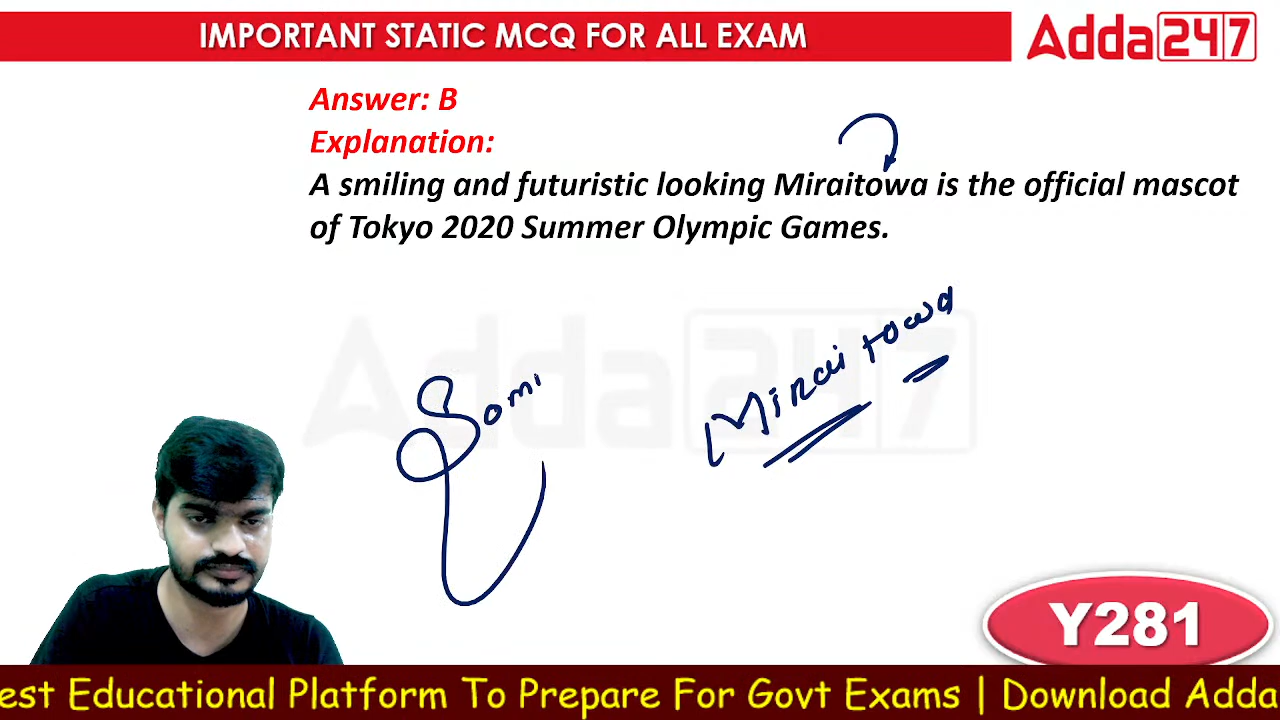 IMPORTANT STATIC MCQ FOR ALL EXAM
Adda247
Answer: B
Explanation:
A smiling and futuristic looking Miraitowa is the official mascot
of Tokyo 2020 Summer Olympic Games.
Adda247
Miraitowa
Somi
Y281
est Educational Platform To Prepare For Govt Exams | Download Adda